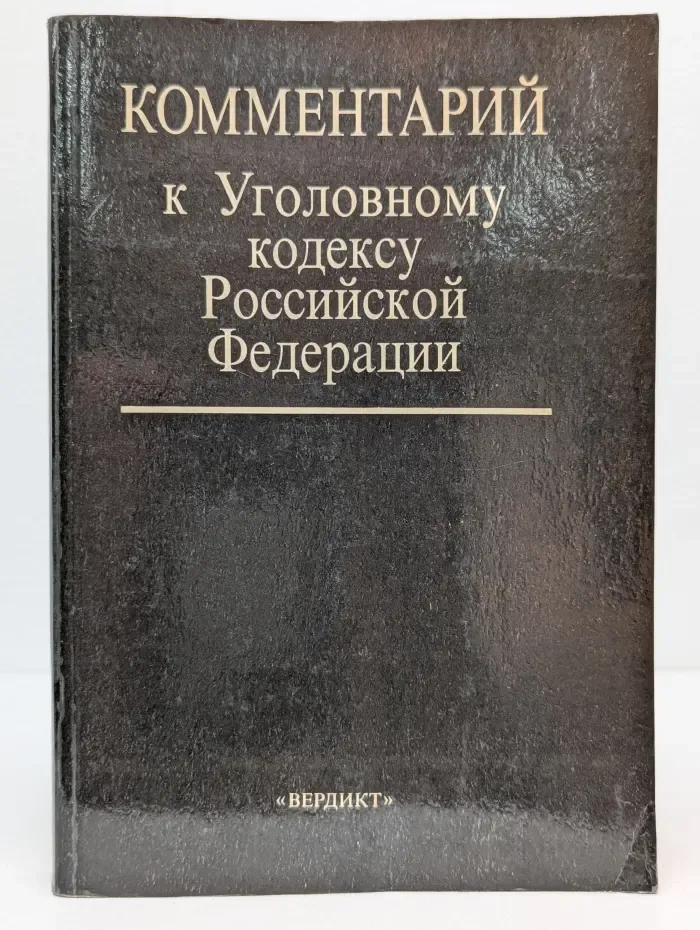 КОММЕНТАРИЙ
к Уголовному
кодексу
Российской
Федерации
«ВЕРДИКТ»